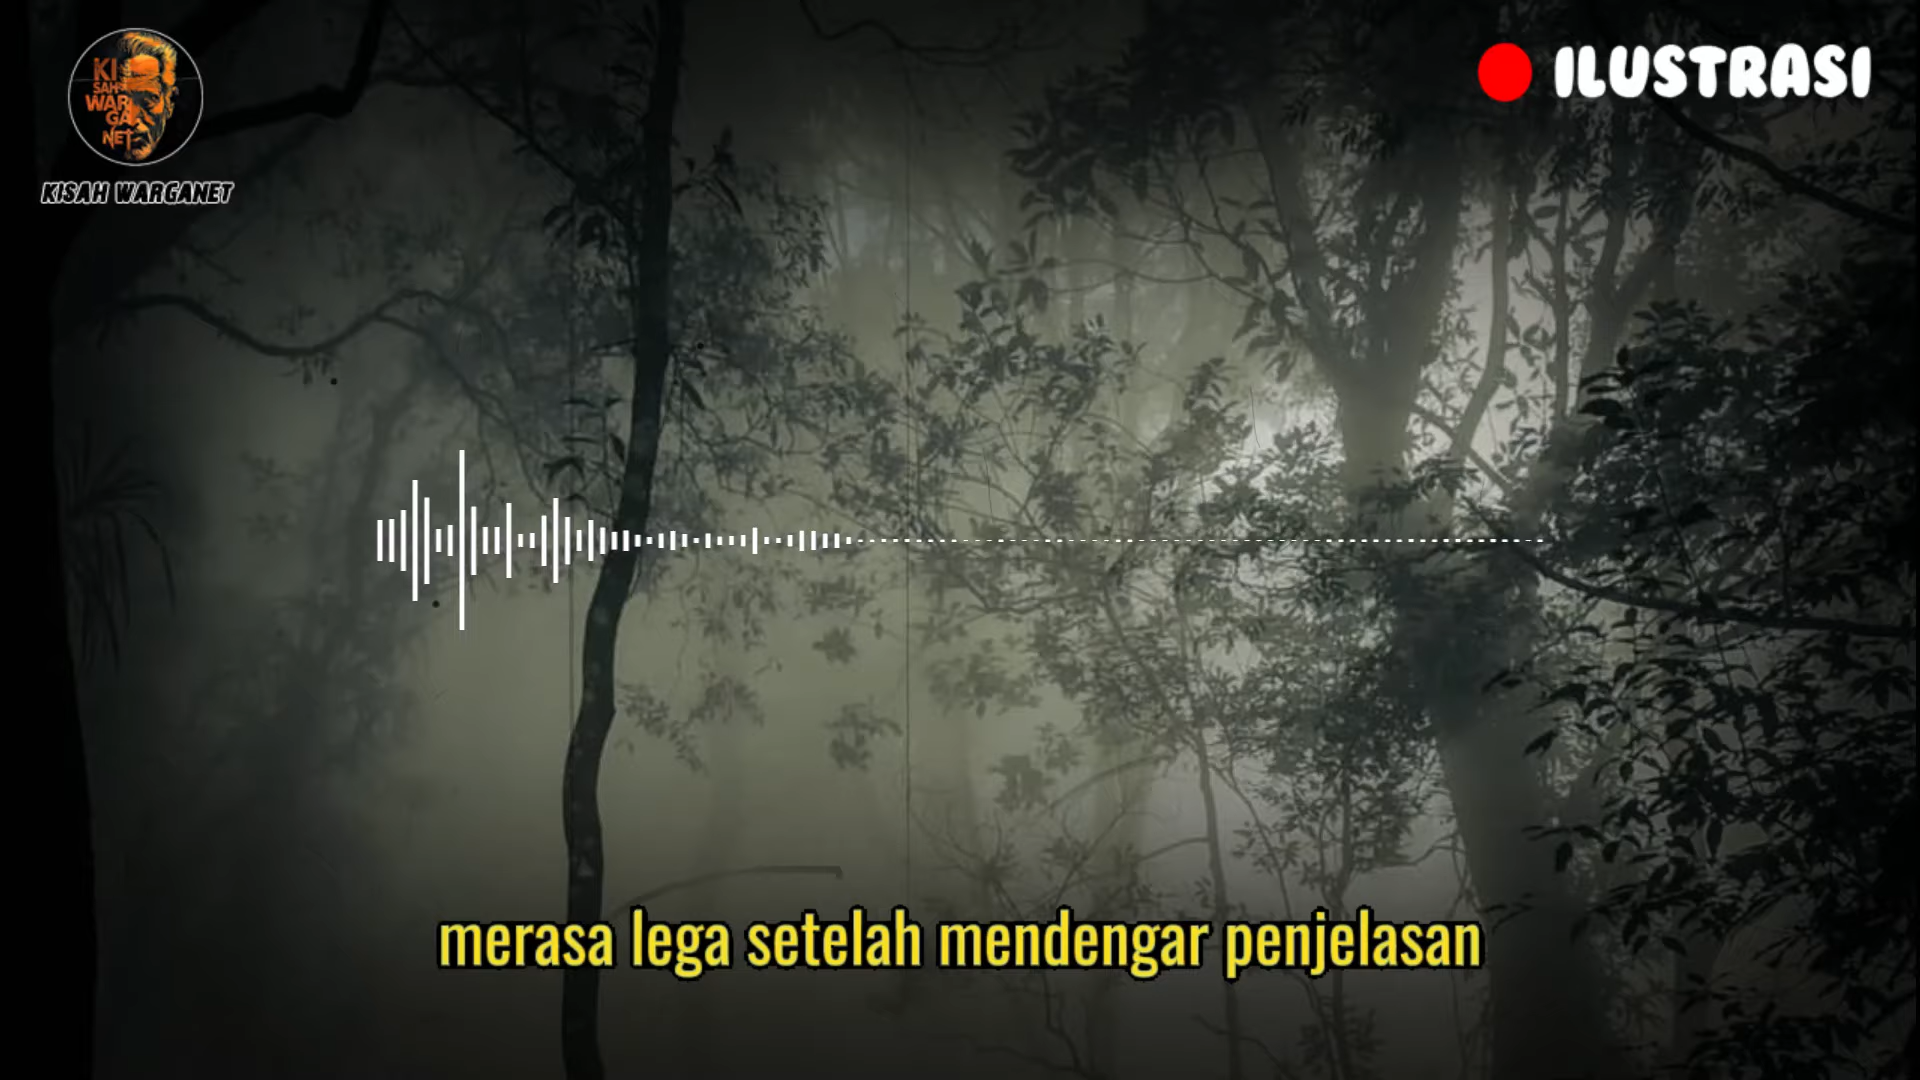 KI
SAH
WAR
GA
NET
KISAH WARGANET
ILUSTRASI
merasa lega setelah mendengar penjelasan